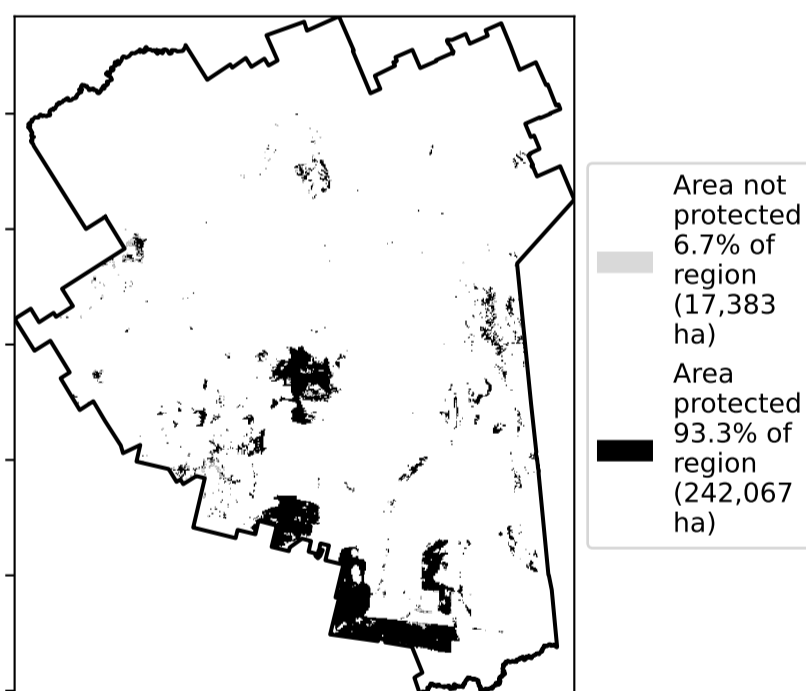 Area not
protected
6.7% of
region
(17,383
ha)
Area
protected
93.3% of
region
(242,067
ha)